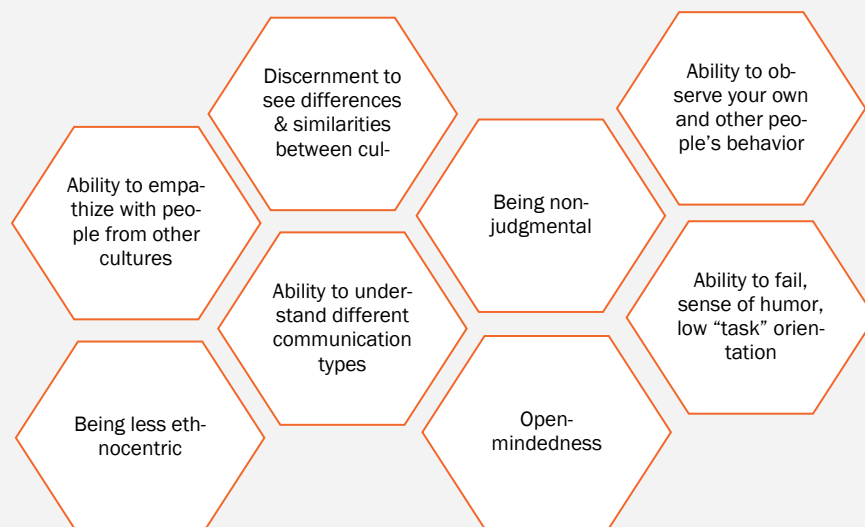 Discernment to
see differences
& similarities
between cul-
Ability to ob-
serve your own
and other peo-
ple's behavior
Ability to empa-
thize with peo-
ple from other
cultures
Being non-
judgmental
Ability to under-
stand different
communication
types
Ability to fail,
sense of humor,
low “task” orien-
tation
Being less eth-
nocentric
Open-
mindedness